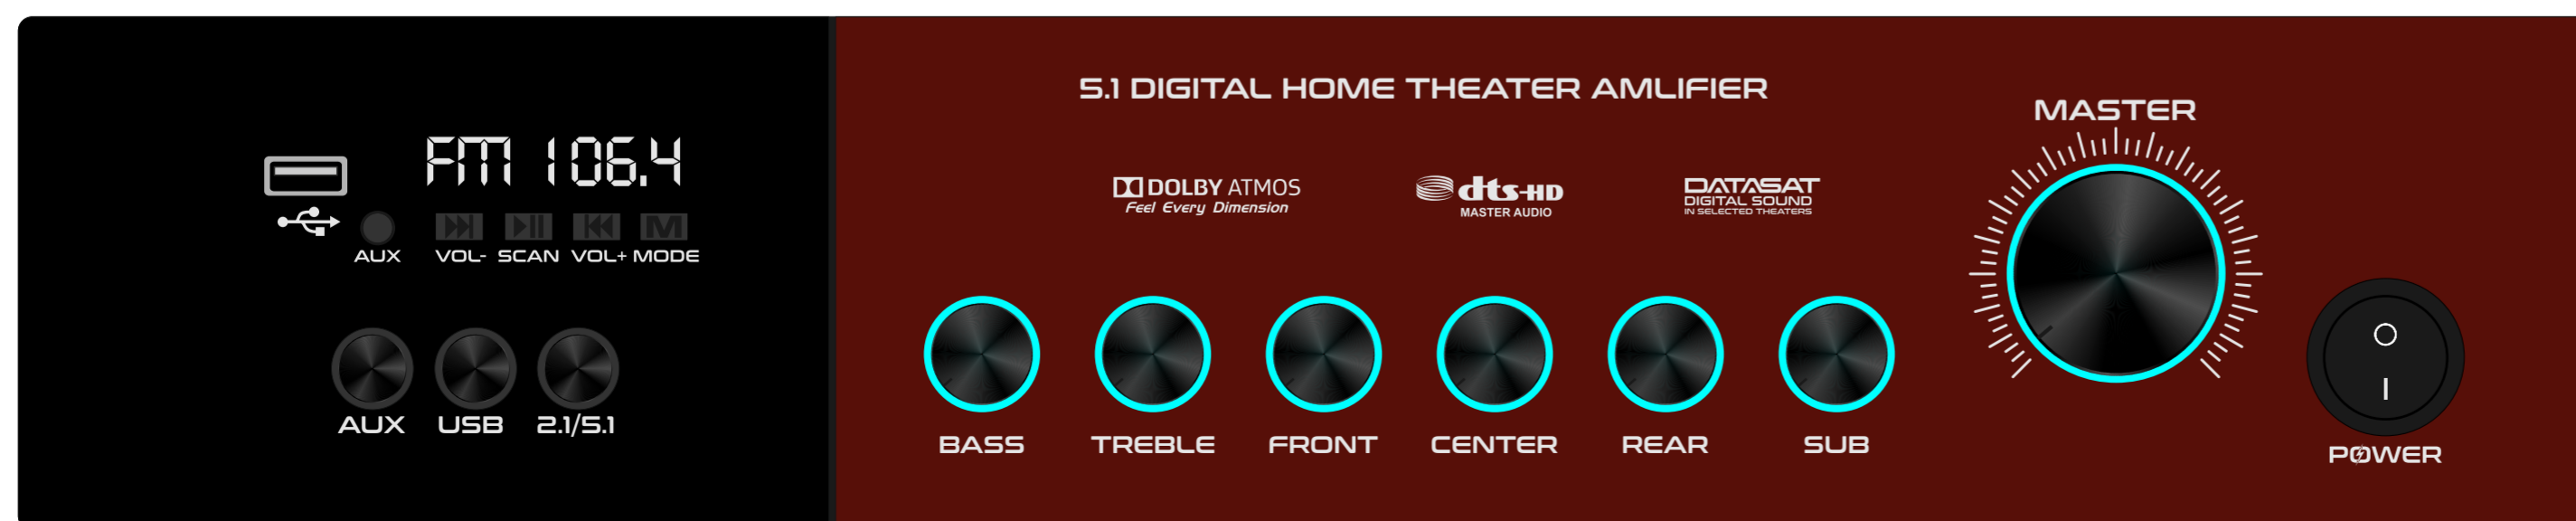 FM 106.4
AUX
VOL- SCAN VOL+ MODE
M
AUX USB 2.1/5.1
5.1 DIGITAL HOME THEATER AMLIFIER
DOLBY ATMOS
Feel Every Dimension
dts-HD
MASTER AUDIO
DATASAT
DIGITAL SOUND
IN SELECTED THEATERS
BASS TREBLE FRONT CENTER REAR SUB
MASTER
POWER